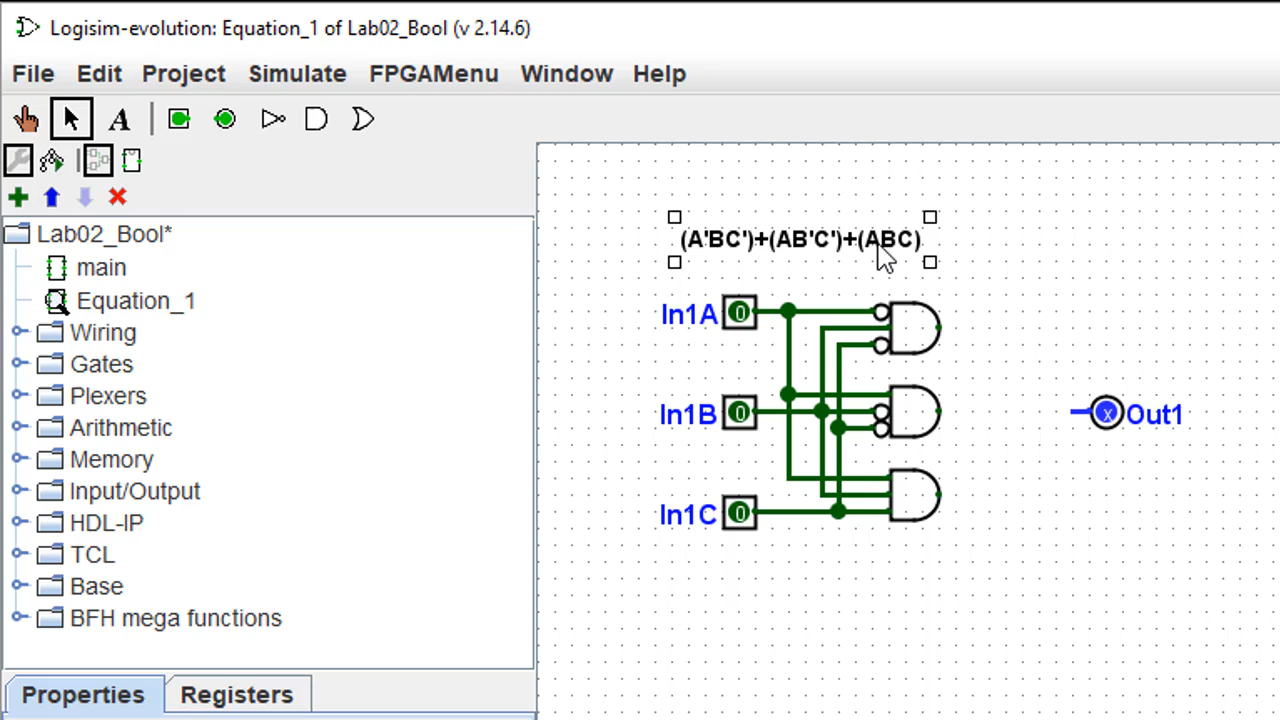 Logisim-evolution: Equation_1 of Lab02_Bool (v 2.14.6)
File Edit Project Simulate FPGAMenu Window Help
A
Lab02_Bool*
main
Equation_1
Wiring
Gates
Plexers
Arithmetic
Memory
Input/Output
HDL-IP
TCL
Base
BFH mega functions
Properties Registers
(A'BC')+(AB'C')+(ABC)
In1A 0
In1B 0
x Out1
In1C 0